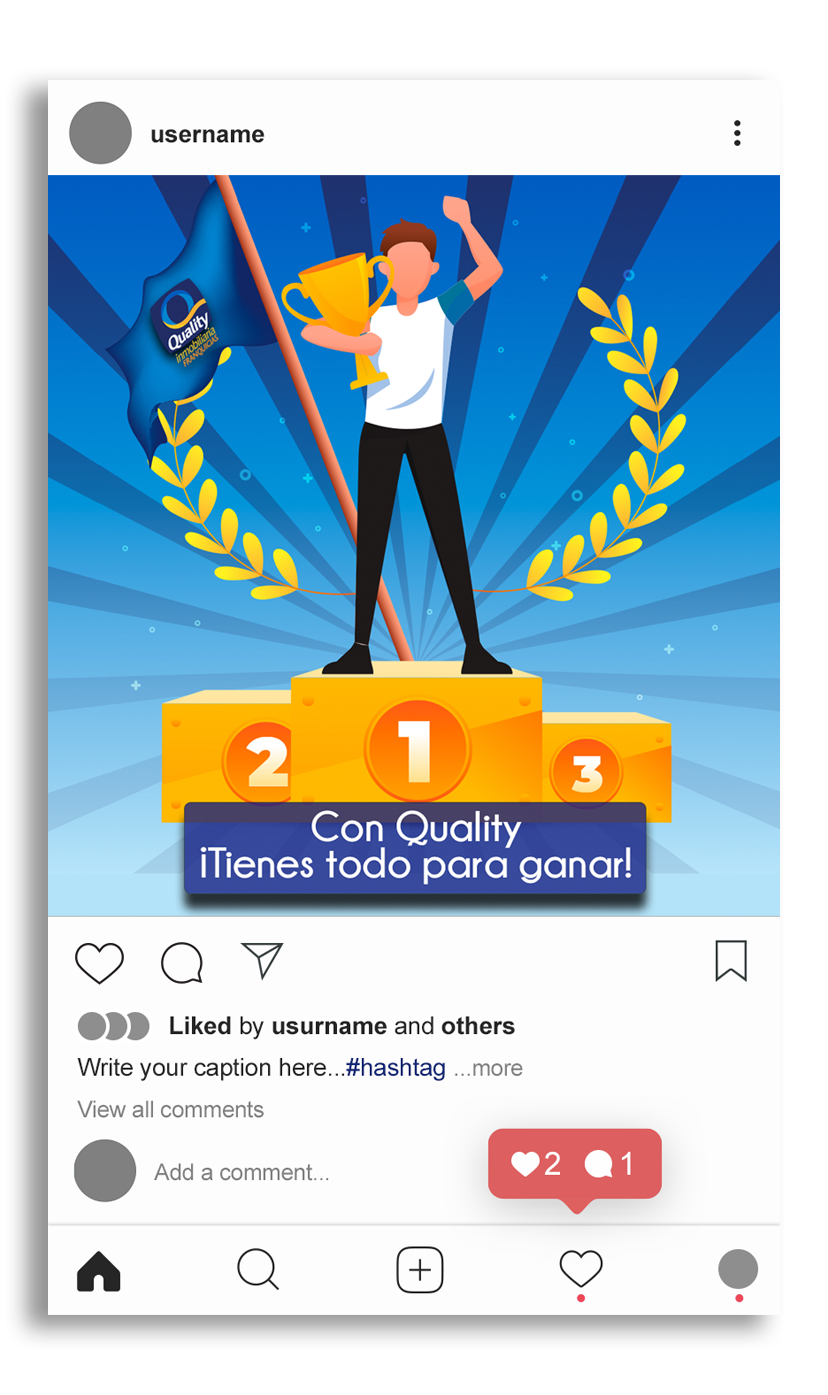 username
Quality
inmobiliaria
FRANQUICIAS
2
1
3
Con Quality
¡Tienes todo para ganar!
Liked by usurname and others
Write your caption here...#hashtag ...more
View all comments
Add a comment...
2 1